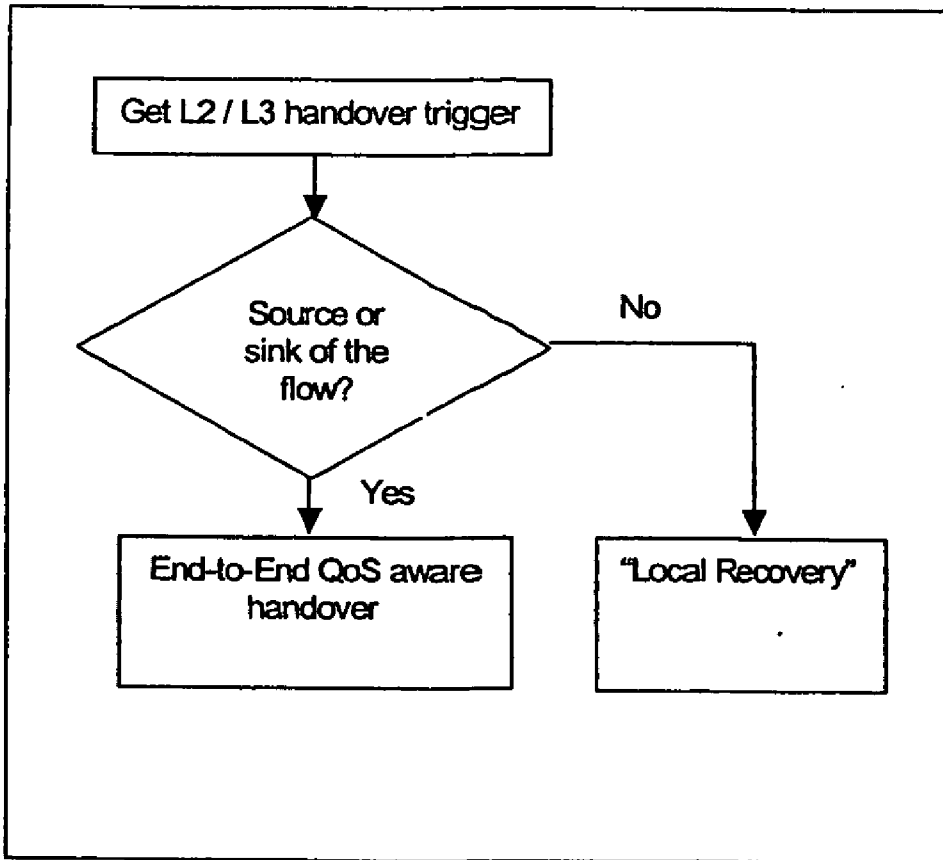 Get L2 / L3 handover trigger
Source or
sink of the
flow?
No
Yes
End-to-End QoS aware
handover
"Local Recovery"